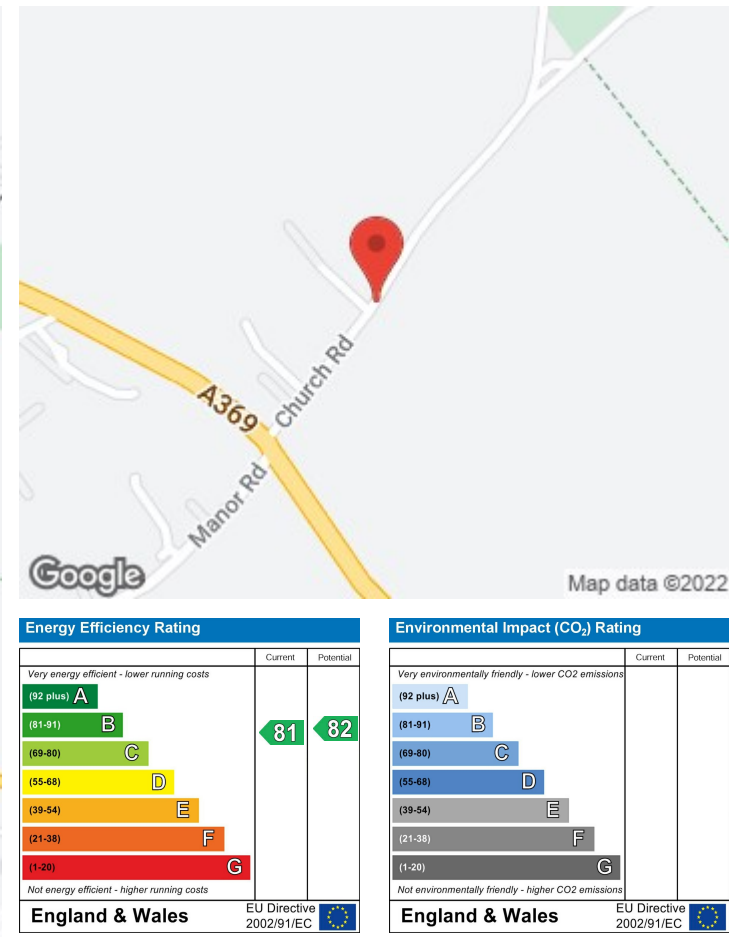 A369
Church Rd
Manor Rd
Google
Map data ©2022
Energy Efficiency Rating
Current
Potential
Very energy efficient - lower running costs
(92 plus) A
(81-91) B
(69-80) C
(55-68) D
(39-54) E
(21-38) F
(1-20) G
81
82
Not energy efficient - higher running costs
England & Wales
EU Directive
2002/91/EC
Environmental Impact (CO₂) Rating
Current
Potential
Very environmentally friendly - lower CO2 emissions
(92 plus) A
(81-91) B
(69-80) C
(55-68) D
(39-54) E
(21-38) F
(1-20) G
Not environmentally friendly - higher CO2 emissions
England & Wales
EU Directive
2002/91/EC